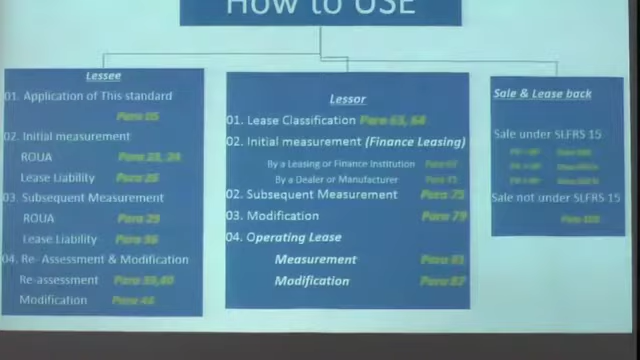 How to USE
Lessee
01. Application of This standard
Para 05
02. Initial measurement
ROUA Para 23, 24
Lease Liability Para 26
03. Subsequent Measurement
ROUA Para 29
Lease Liability Para 36
04. Re- Assessment & Modification
Re-assessment Para 39,40
Modification
Lessor
01. Lease Classification Para 63, 64
02. Initial measurement (Finance Leasing)
By a Leasing or Finance Institution
By a Dealer or Manufacturer
02. Subsequent Measurement Para 75
03. Modification Para 79
04. Operating Lease
Measurement Para 81
Modification Para 87
Sale & Lease back
Sale under SLFRS 15
Sale not under SLFRS 15